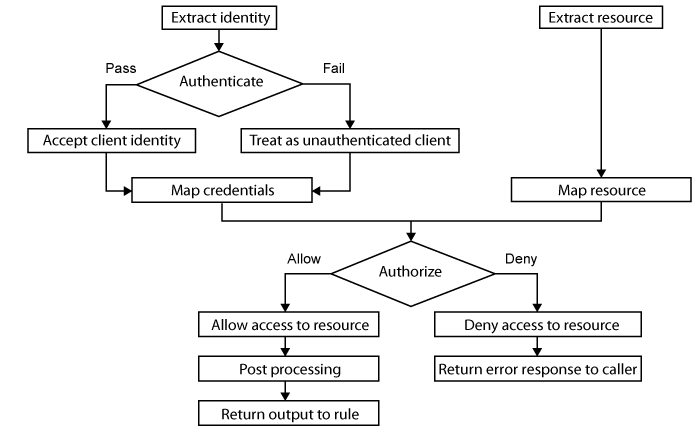 Extract identity
Extract resource
Pass
Authenticate
Fail
Accept client identity
Treat as unauthenticated client
Map credentials
Map resource
Allow
Authorize
Deny
Allow access to resource
Deny access to resource
Post processing
Return error response to caller
Return output to rule